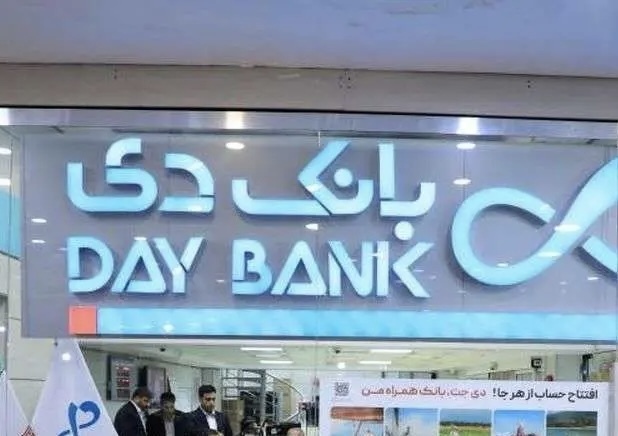 بانک دی
DAY BANK
افتتاح حساب از هر جا! دی جت، بانک همراه من